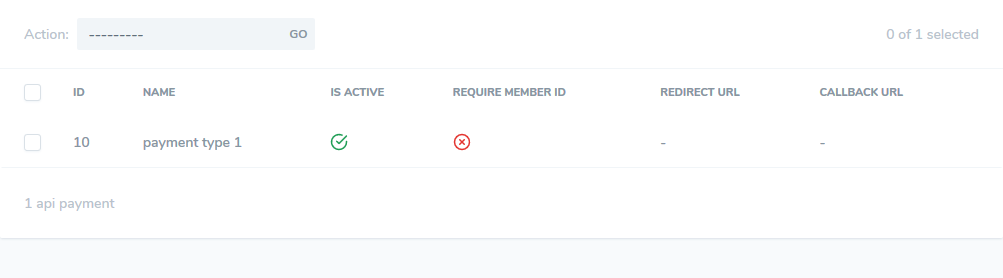 Action: --------- GO 0 of 1 selected
ID NAME IS ACTIVE REQUIRE MEMBER ID REDIRECT URL CALLBACK URL
10 payment type 1 - -
1 api payment